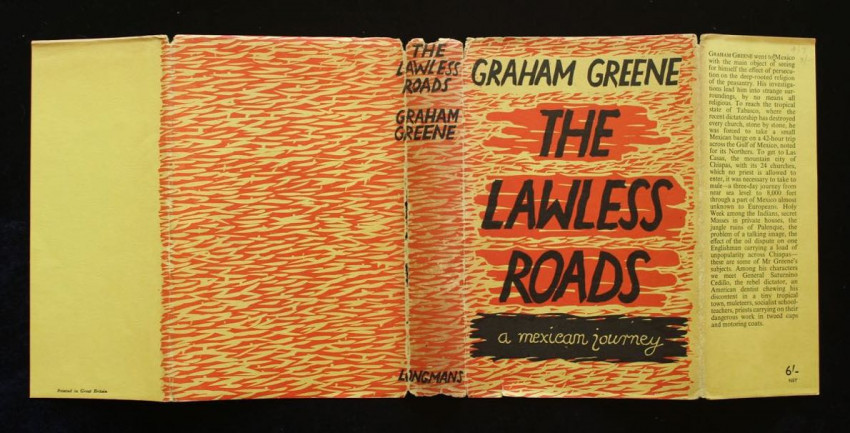 Printed in Great Britain
THE
LAWLESS
ROADS
GRAHAM
GREENE
LONGMANS
GRAHAM GREENE
THE
LAWLESS
ROADS
a mexican journey
GRAHAM GREENE went to Mexico
with the main object of seeing
for himself the effect of persecu-
tion on the deep-rooted religion
of the peasantry. His investiga-
tions lead him into strange sur-
roundings, by no means all
religious. To reach the tropical
state of Tabasco, where the
recent dictatorship has destroyed
every church, stone by stone, he
was forced to take a small
Mexican barge on a 42-hour trip
across the Gulf of Mexico, noted
for its Northers. To get to Las
Casas, the mountain city of
Chiapas, with its 24 churches,
which no priest is allowed to
enter, it was necessary to take to
mule—a three-day journey from
near sea level to 8,000 feet
through a part of Mexico almost
unknown to Europeans. Holy
Week among the Indians, secret
Masses in private houses, the
jungle ruins of Palenque, the
problem of a talking image, the
effect of the oil dispute on one
Englishman carrying a load of
unpopularity across Chiapas—
these are some of Mr Greene's
subjects. Among his characters
we meet General Saturnino
Cedillo, the rebel dictator, an
American dentist chewing his
discontent in a tiny tropical
town, muleteers, socialist school-
teachers, priests carrying on their
dangerous work in tweed caps
and motoring coats.
6/-
NET